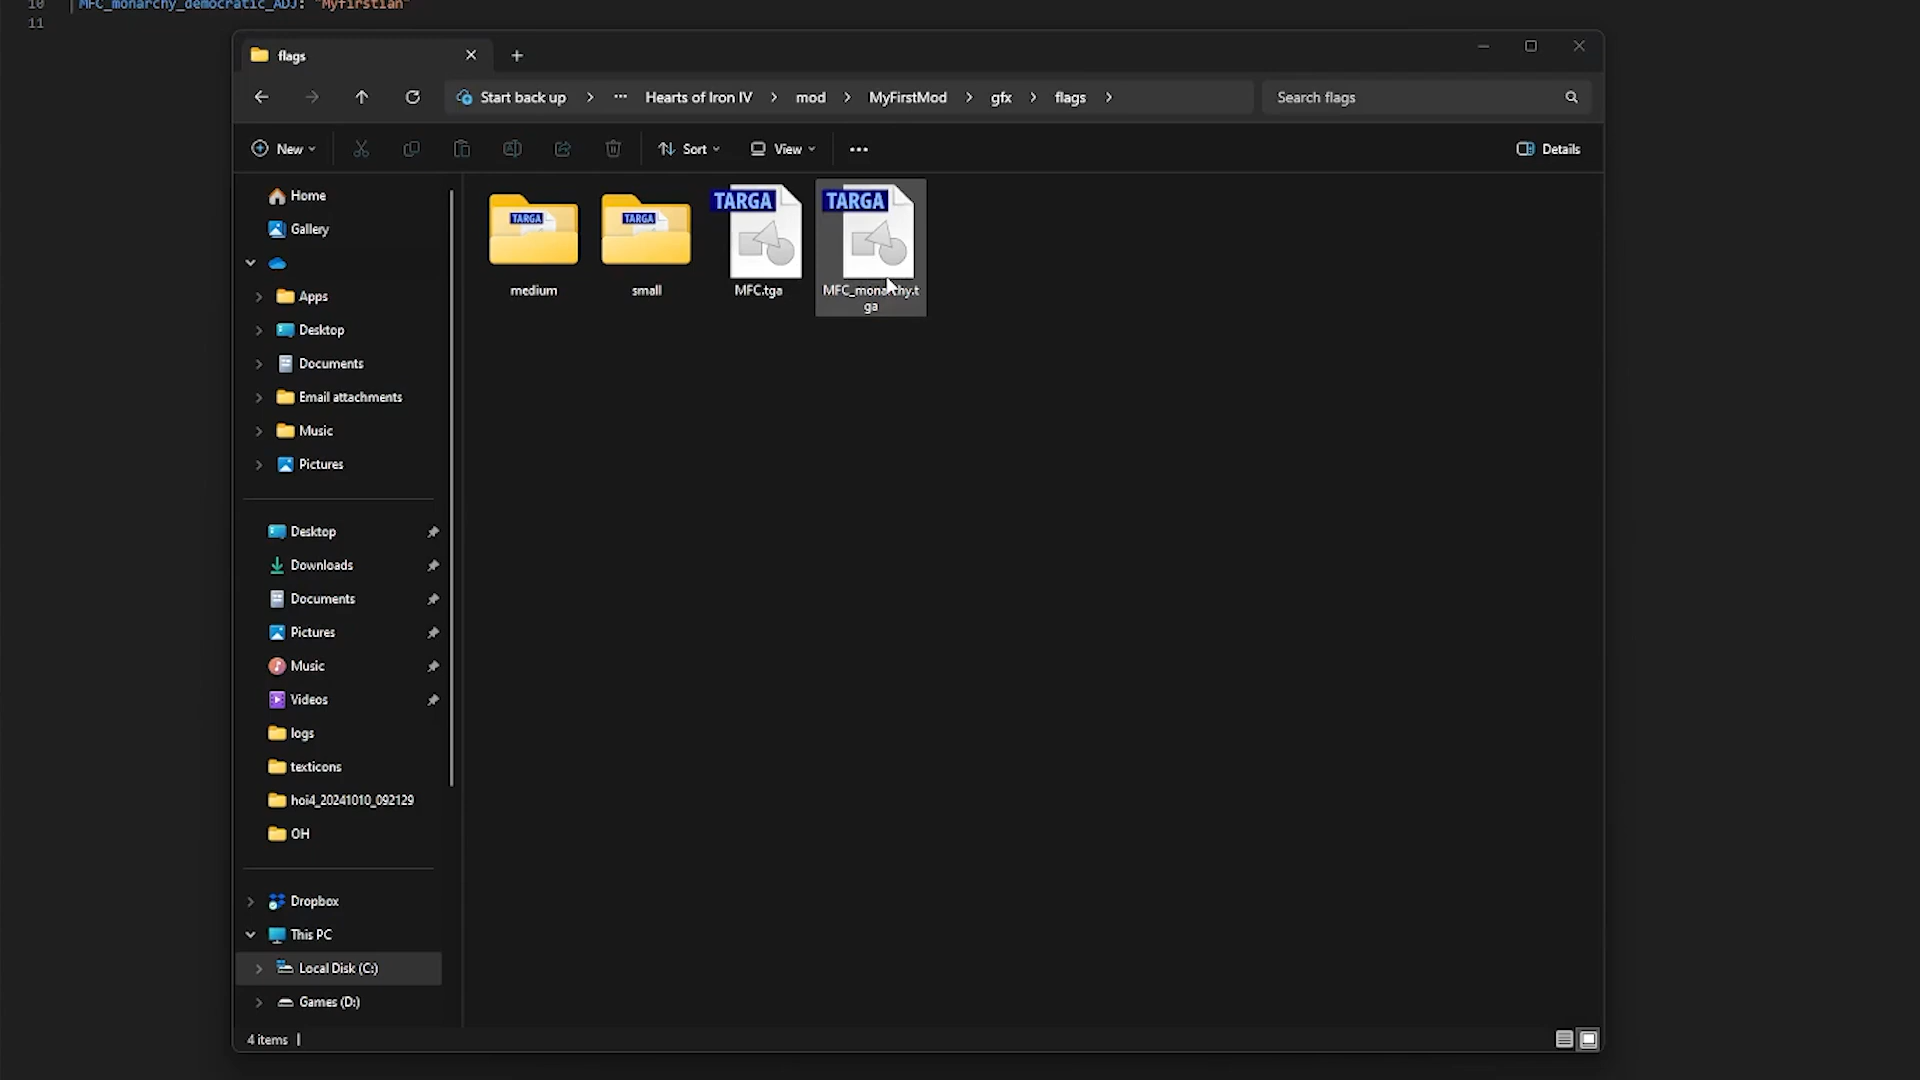 10 MFC_monarchy_democratic_ADJ: "Myfirstian"
11
flags
Start back up > ... Hearts of Iron IV > mod > MyFirstMod > gfx > flags >
Search flags
New
Sort
View
Details
Home
Gallery
Apps
Desktop
Documents
Email attachments
Music
Pictures
Desktop
Downloads
Documents
Pictures
Music
Videos
logs
texticons
hoi4_20241010_092129
OH
Dropbox
This PC
Local Disk (C:)
Games (D:)
TARGA
TARGA
TARGA
TARGA
medium
small
MFC.tga
MFC_monarchy.t
ga
4 items